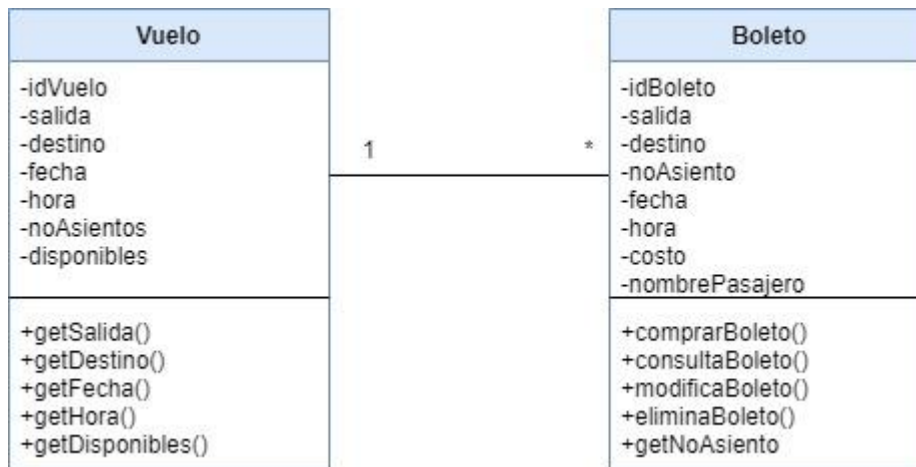 Vuelo
-idVuelo
-salida
-destino
-fecha
-hora
-noAsientos
-disponibles
+getSalida()
+getDestino()
+getFecha()
+getHora()
+getDisponibles()
1
*
Boleto
-idBoleto
-salida
-destino
-noAsiento
-fecha
-hora
-costo
-nombrePasajero
+comprarBoleto()
+consultaBoleto()
+modificaBoleto()
+eliminaBoleto()
+getNoAsiento